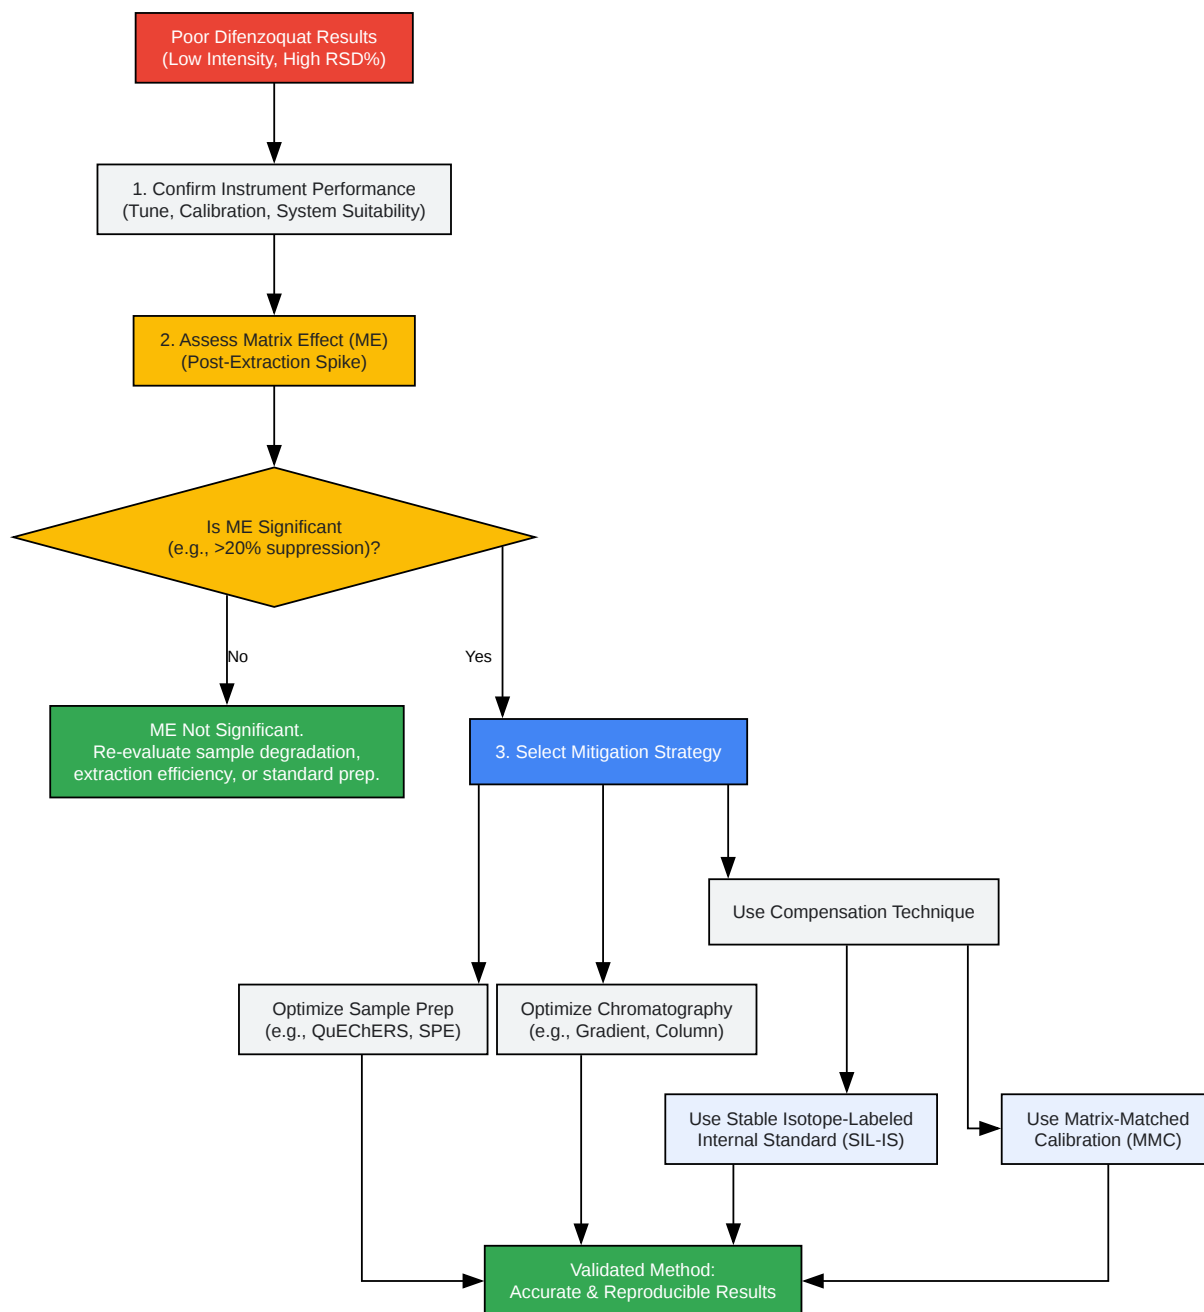 Poor Difenzoquat Results
(Low Intensity, High RSD%)
1. Confirm Instrument Performance
(Tune, Calibration, System Suitability)
2. Assess Matrix Effect (ME)
(Post-Extraction Spike)
Is ME Significant
(e.g., >20% suppression)?
No
Yes
ME Not Significant.
Re-evaluate sample degradation,
extraction efficiency, or standard prep.
3. Select Mitigation Strategy
Use Compensation Technique
Optimize Sample Prep
(e.g., QuEChERS, SPE)
Optimize Chromatography
(e.g., Gradient, Column)
Use Stable Isotope-Labeled
Internal Standard (SIL-IS)
Use Matrix-Matched
Calibration (MMC)
Validated Method:
Accurate & Reproducible Results